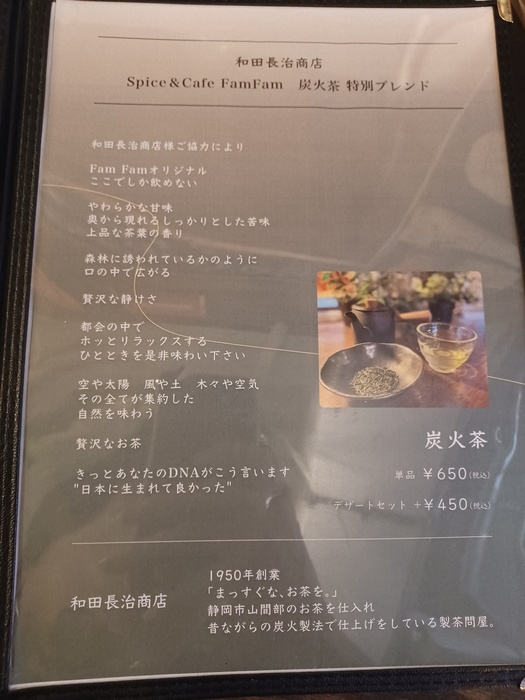 和田長治商店
Spice&Cafe FamFam 炭火茶 特別ブレンド
和田長治商店様ご協力により
Fam Famオリジナル
ここでしか飲めない
やわらかな甘味
奥から現れるしっかりとした苦味
上品な茶葉の香り
森林に誘われているかのように
口の中で広がる
贅沢な静けさ
都会の中で
ホッとリラックスする
ひとときを是非味わい下さい
空や太陽 風や土 木々や空気
その全てが集約した
自然を味わう
贅沢なお茶
きっとあなたのDNAがこう言います
"日本に生まれて良かった"
炭火茶
単品 ¥650(税込)
デザートセット +¥450(税込)
和田長治商店
1950年創業
「まっすぐな、お茶を。」
静岡市山間部のお茶を仕入れ
昔ながらの炭火製法で仕上げをしている製茶問屋。